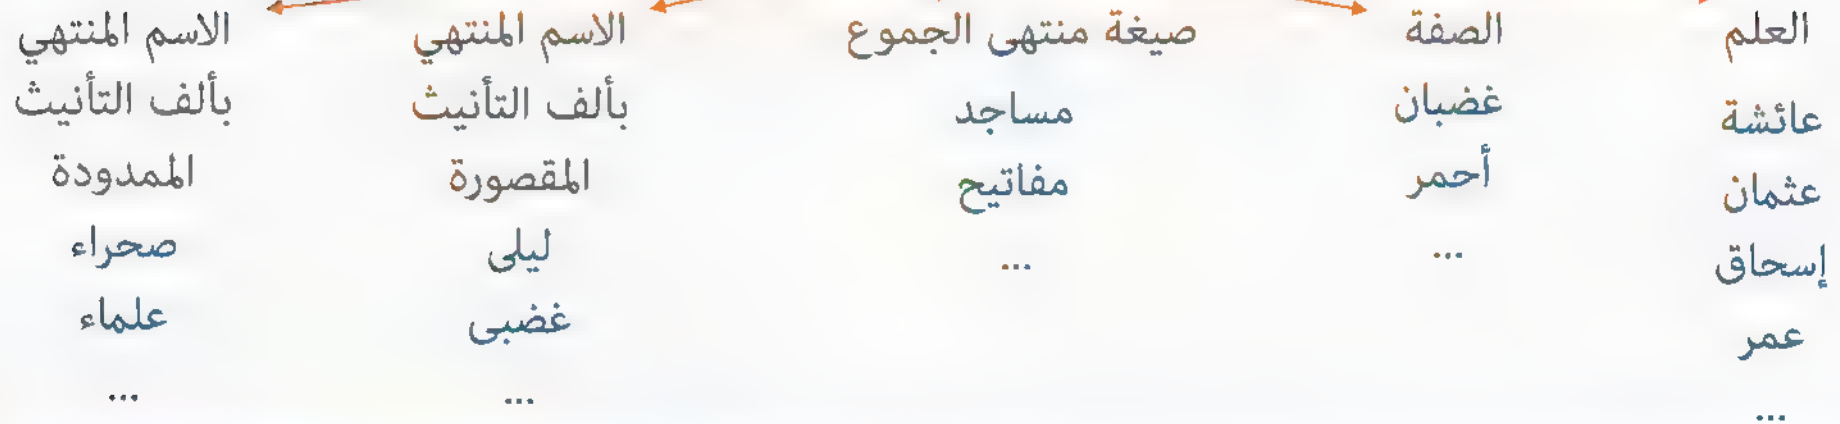 العلم
عائشة
عثمان
إسحاق
عمر
...
الصفة
غضبان
أحمر
...
صيغة منتهى الجموع
مساجد
مفاتيح
...
الاسم المنتهي
بألف التأنيث
المقصورة
ليلى
غضبى
...
الاسم المنتهي
بألف التأنيث
الممدودة
صحراء
علماء
...